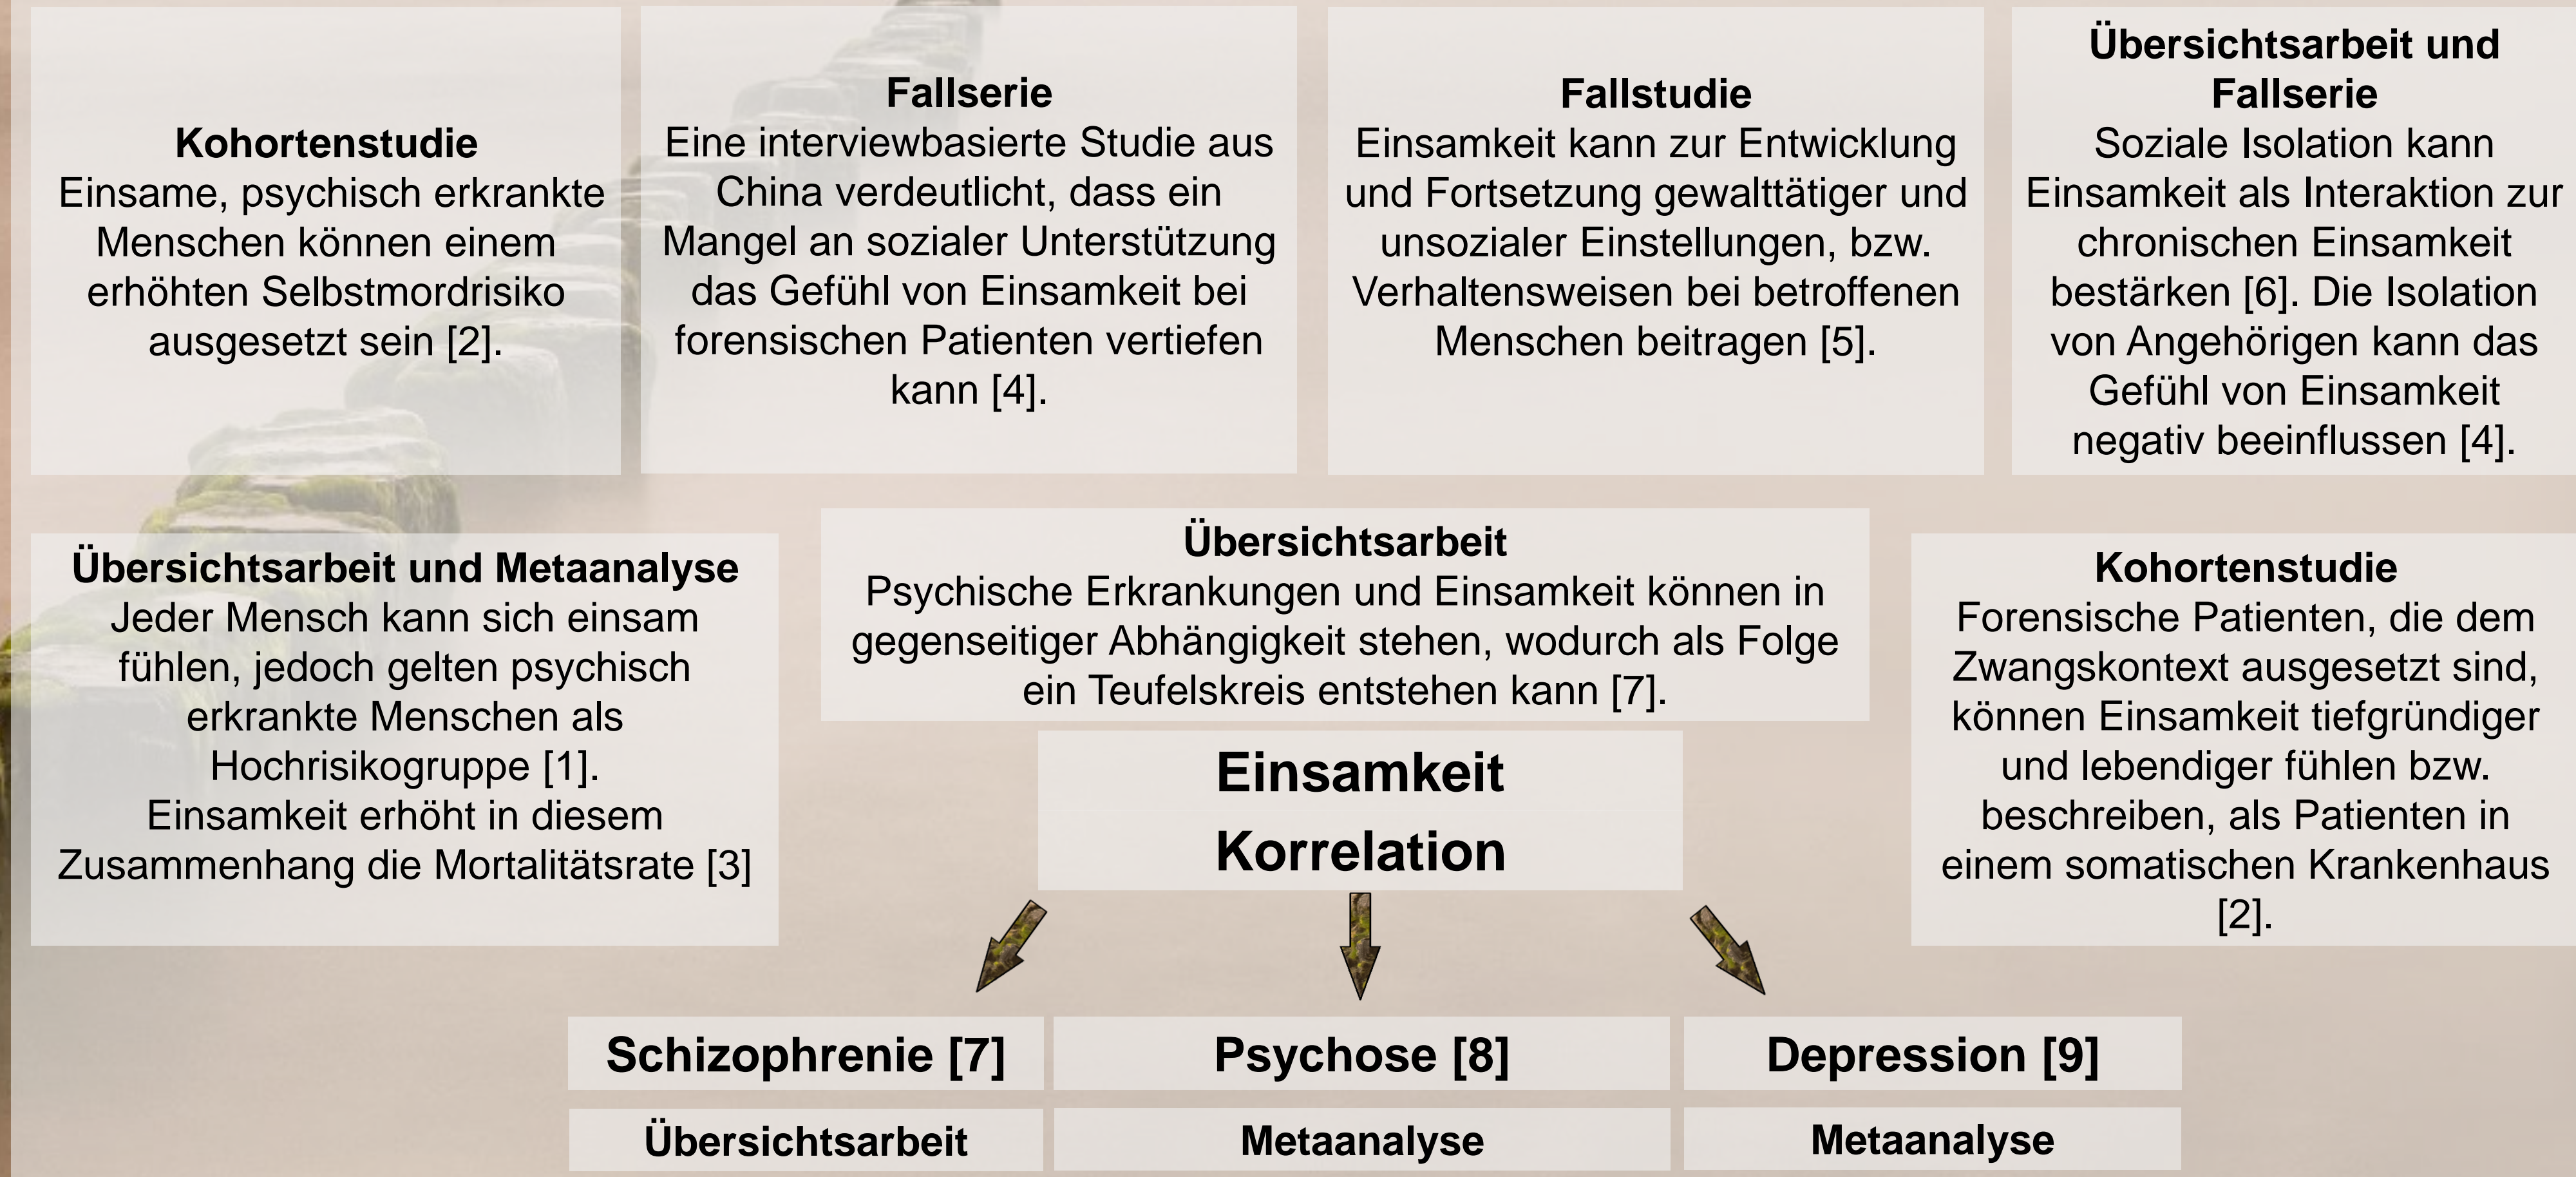 Kohortenstudie
Einsame, psychisch erkrankte
Menschen können einem
erhöhten Selbstmordrisiko
ausgesetzt sein [2].
Fallserie
Eine interviewbasierte Studie aus
China verdeutlicht, dass ein
Mangel an sozialer Unterstützung
das Gefühl von Einsamkeit bei
forensischen Patienten vertiefen
kann [4].
Fallstudie
Einsamkeit kann zur Entwicklung
und Fortsetzung gewalttätiger und
unsozialer Einstellungen, bzw.
Verhaltensweisen bei betroffenen
Menschen beitragen [5].
Übersichtsarbeit und
Fallserie
Soziale Isolation kann
Einsamkeit als Interaktion zur
chronischen Einsamkeit
bestärken [6]. Die Isolation
von Angehörigen kann das
Gefühl von Einsamkeit
negativ beeinflussen [4].
Übersichtsarbeit und Metaanalyse
Jeder Mensch kann sich einsam
fühlen, jedoch gelten psychisch
erkrankte Menschen als
Hochrisikogruppe [1].
Einsamkeit erhöht in diesem
Zusammenhang die Mortalitätsrate [3]
Übersichtsarbeit
Psychische Erkrankungen und Einsamkeit können in
gegenseitiger Abhängigkeit stehen, wodurch als Folge
ein Teufelskreis entstehen kann [7].
Kohortenstudie
Forensische Patienten, die dem
Zwangskontext ausgesetzt sind,
können Einsamkeit tiefgründiger
und lebendiger fühlen bzw.
beschreiben, als Patienten in
einem somatischen Krankenhaus
[2].
Einsamkeit
Korrelation
Schizophrenie [7]
Psychose [8]
Depression [9]
Übersichtsarbeit
Metaanalyse
Metaanalyse